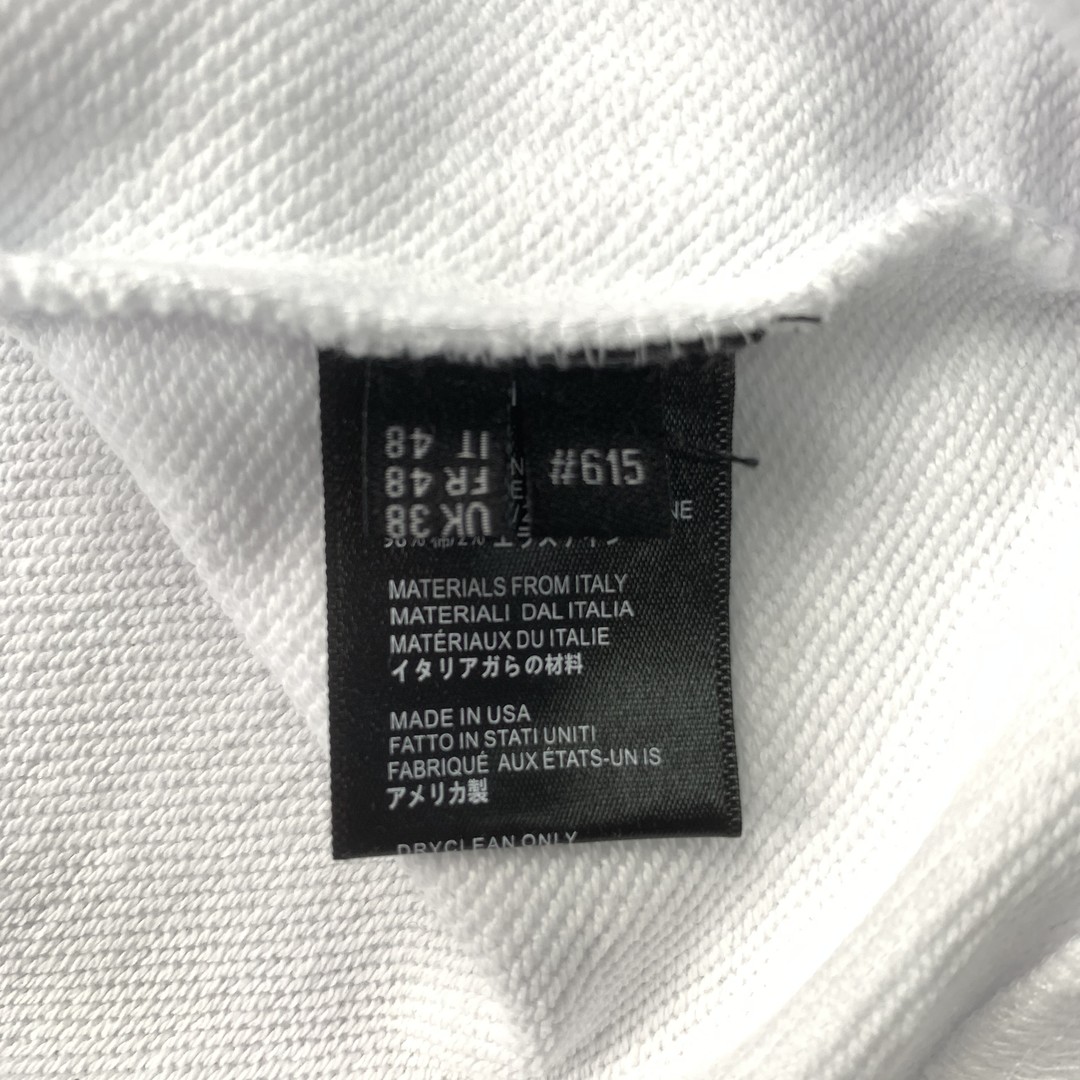 IT 48
FR 48
UK 38
#615
MATERIALS FROM ITALY
MATERIALI DAL ITALIA
MATÉRIAUX DU ITALIE
イタリアガらの材料
MADE IN USA
FATTO IN STATI UNITI
FABRIQUÉ AUX ÉTATS-UN IS
アメリカ製
DRYCLEAN ONLY